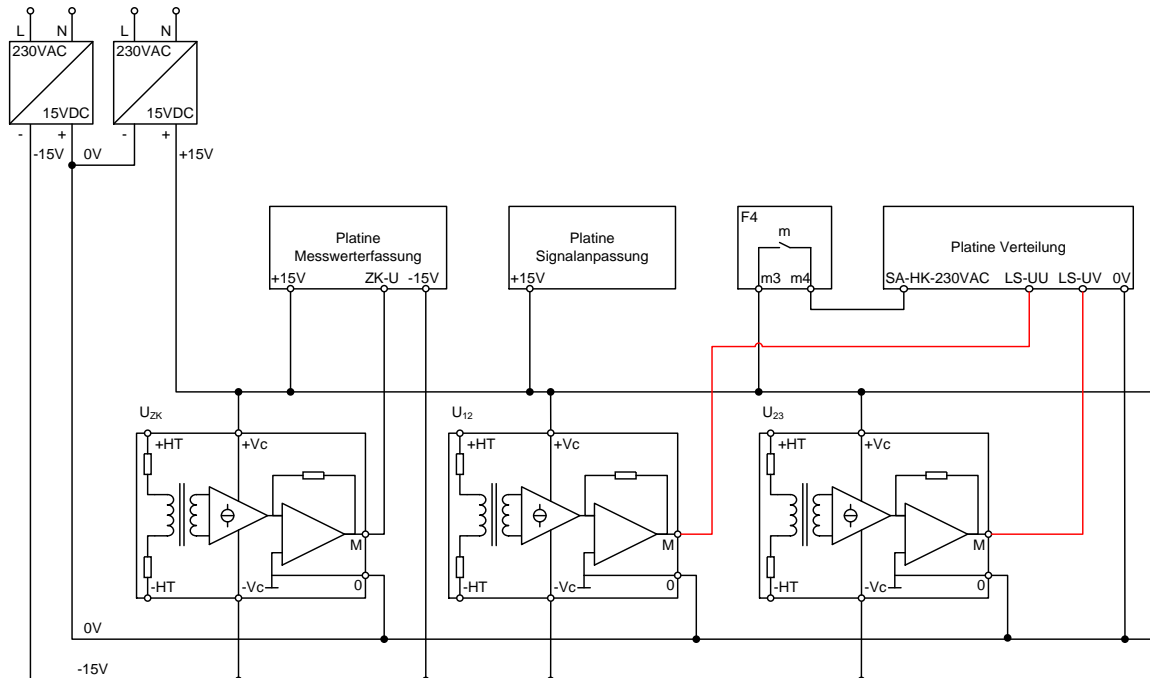 L N L N
230VAC 230VAC
15VDC 15VDC
- + - +
-15V 0V +15V
Platine
Messwerterfassung
+15V ZK-U -15V
Platine
Signalanpassung
+15V
F4
m
m3 m4
Platine Verteilung
SA-HK-230VAC LS-UU LS-UV 0V
UZK
+HT +Vc
M
-HT -Vc 0
U12
+HT +Vc
M
-HT -Vc 0
U23
+HT +Vc
M
-HT -Vc 0
0V
-15V